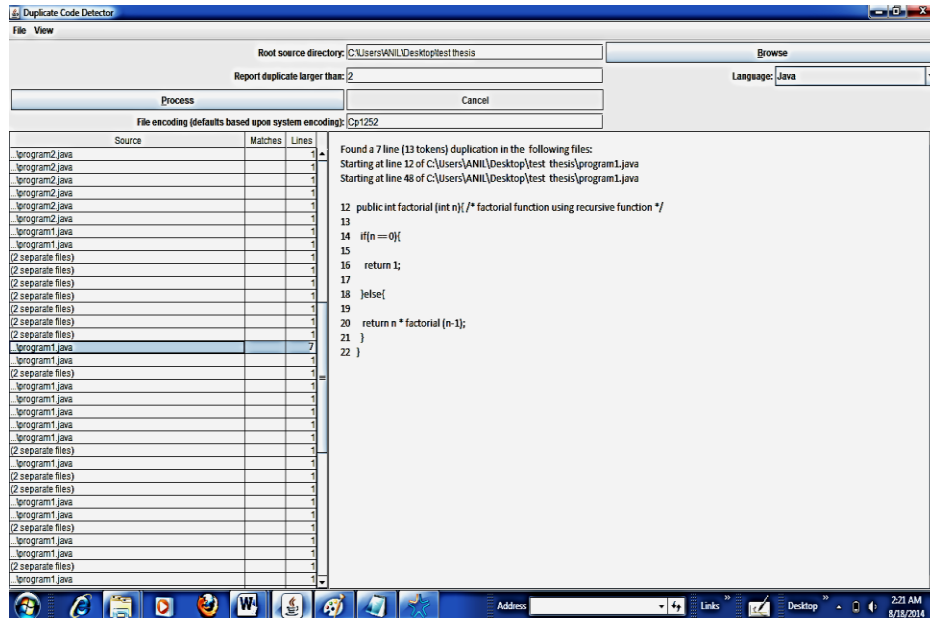 Duplicate Code Detector
File View
Root source directory: C:\Users\ANIL\Desktop\test thesis Browse
Report duplicate larger than: 2 Language: Java
Process Cancel
File encoding (defaults based upon system encoding): Cp1252
Source Matches Lines
...\program2.java 1
...\program2.java 1
...\program2.java 1
...\program2.java 1
...\program2.java 1
...\program2.java 1
...\program1.java 1
...\program1.java 1
(2 separate files) 1
(2 separate files) 1
(2 separate files) 1
(2 separate files) 1
(2 separate files) 1
(2 separate files) 1
(2 separate files) 1
...\program1.java 7
...\program1.java 1
(2 separate files) 1
...\program1.java 1
...\program1.java 1
...\program1.java 1
...\program1.java 1
...\program1.java 1
(2 separate files) 1
...\program1.java 1
(2 separate files) 1
(2 separate files) 1
...\program1.java 1
...\program1.java 1
(2 separate files) 1
...\program1.java 1
...\program1.java 1
(2 separate files) 1
...\program1.java 1
Found a 7 line (13 tokens) duplication in the following files:
Starting at line 12 of C:\Users\ANIL\Desktop\test thesis\program1.java
Starting at line 48 of C:\Users\ANIL\Desktop\test thesis\program1.java
12 public int factorial (int n){ /* factorial function using recursive function */
13
14 if(n ==0){
15
16 return 1;
17
18 }else{
19
20 return n * factorial (n-1);
21 }
22 }
Address Links » Desktop » 2:21 AM
8/18/2014